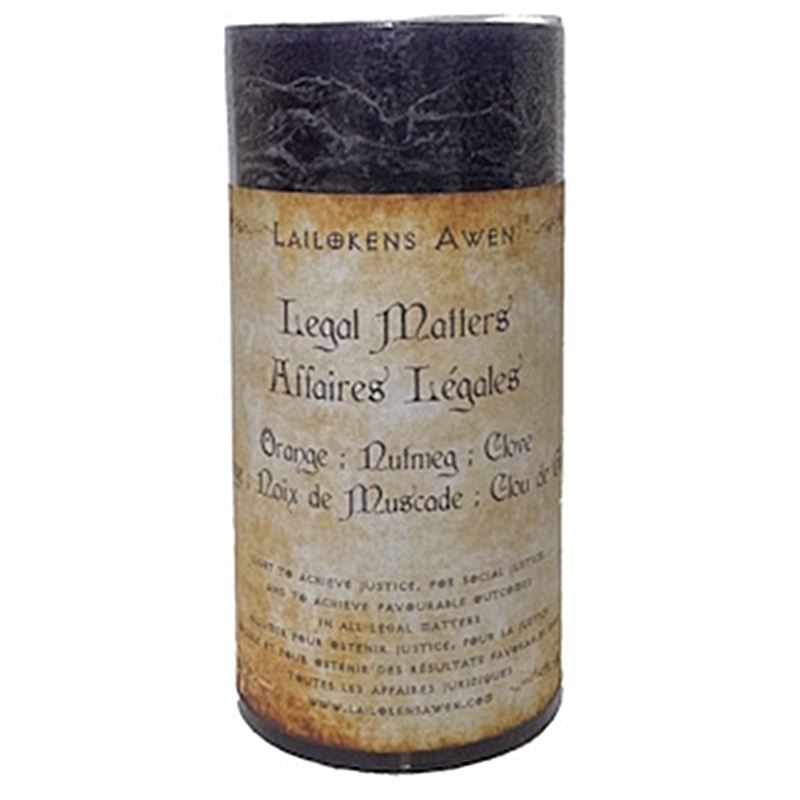 LAILOKENS AWEN™
Legal Matters
Affaires Légales
Orange ; Nutmeg ; Clove
; Noix de Muscade ; Clou de
LIGHT TO ACHIEVE JUSTICE, FOR SOCIAL JUSTICE,
AND TO ACHIEVE FAVOURABLE OUTCOMES
IN ALL LEGAL MATTERS
POUR OBTENIR JUSTICE, POUR LA JUSTICE
ET POUR OBTENIR DES RÉSULTATS
TOUTES LES AFFAIRES JURIDIQUES
WWW.LAILOKENSAWEN.COM